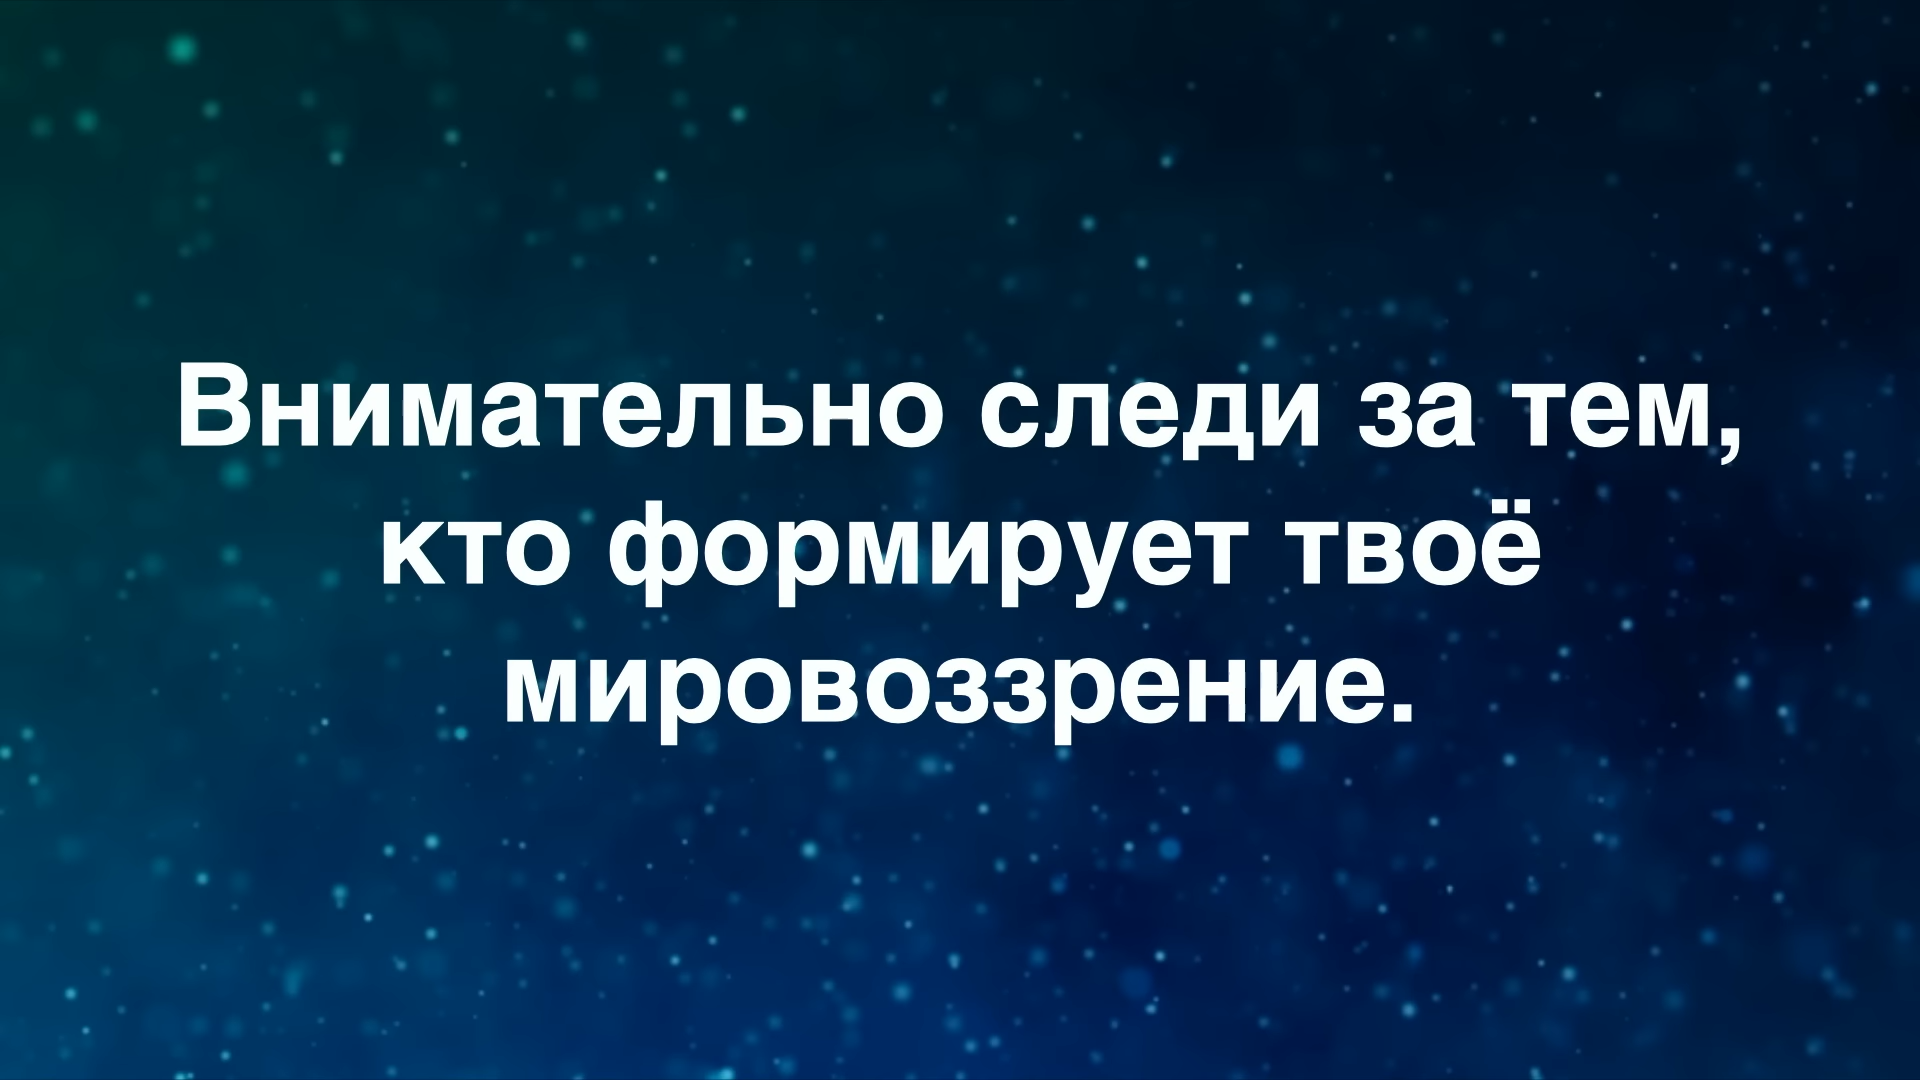 Внимательно следи за тем,
кто формирует твоё
мировоззрение.